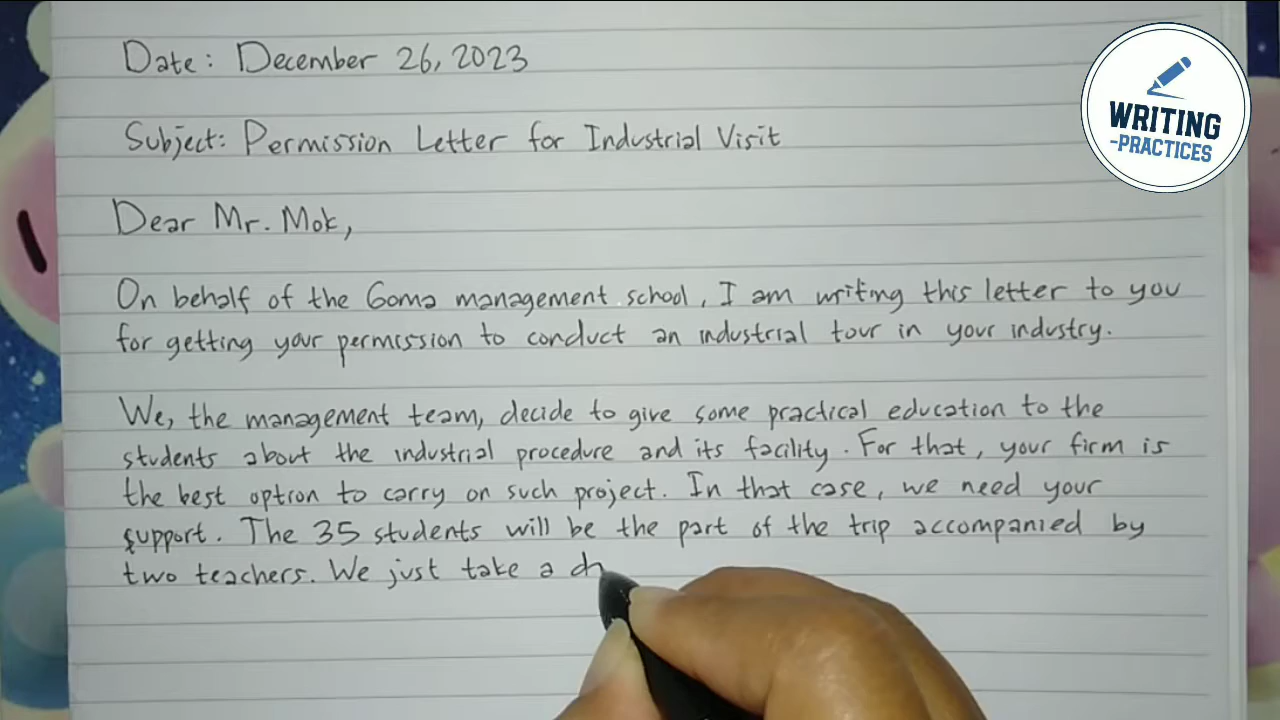 Date: December 26, 2023
WRITING
-PRACTICES
Subject: Permission Letter for Industrial Visit
Dear Mr. Mok,
On behalf of the Goma management school, I am writing this letter to you
for getting your permission to conduct an industrial tour in your industry.
We, the management team, decide to give some practical education to the
students about the industrial procedure and its facility. For that, your firm is
the best option to carry on such project. In that case, we need your
support. The 35 students will be the part of the trip accompanied by
two teachers. We just take a